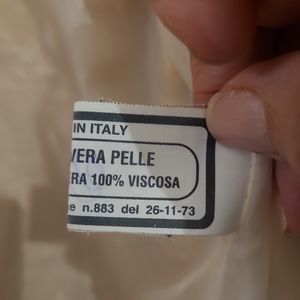 IN ITALY
VERA PELLE
RA 100% VISCOSA
e n.883 del 26-11-73